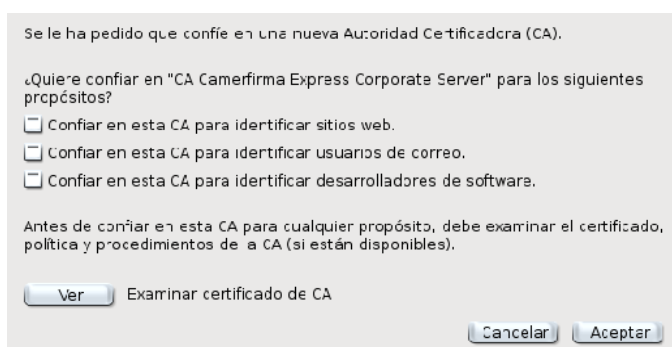 Se le ha pedido que confíe en una nueva Autoridad Certificadora (CA).
¿Quiere confiar en "CA Camerfirma Express Corporate Server" para los siguientes
propósitos?
Confiar en esta CA para identificar sitios web.
Confiar en esta CA para identificar usuarios de correo.
Confiar en esta CA para identificar desarrolladores de software.
Antes de confiar en esta CA para cualquier propósito, debe examinar el certificado,
política y procedimientos de la CA (si están disponibles).
Ver Examinar certificado de CA
Cancelar Aceptar